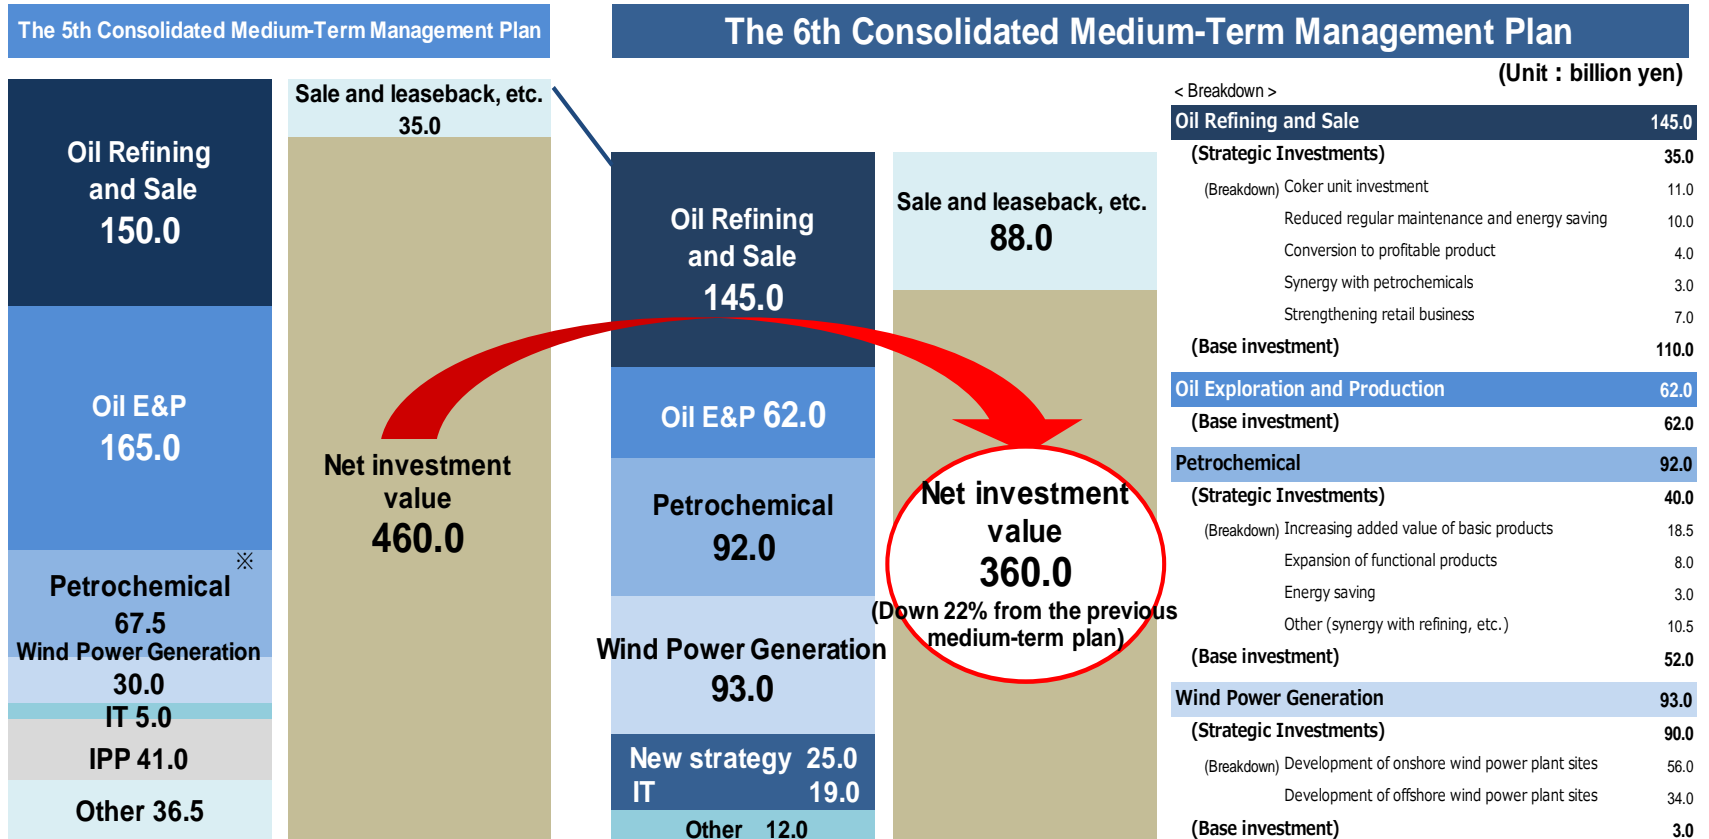 The 5th Consolidated Medium-Term Management Plan
Oil Refining
and Sale
150.0
Oil E&P
165.0
※
Petrochemical
67.5
Wind Power Generation
30.0
IT 5.0
IPP 41.0
Other 36.5
Sale and leaseback, etc.
35.0
Net investment
value
460.0
The 6th Consolidated Medium-Term Management Plan
(Unit : billion yen)
Oil Refining
and Sale
145.0
Oil E&P 62.0
Petrochemical
92.0
Wind Power Generation
93.0
New strategy 25.0
IT 19.0
Other 12.0
Sale and leaseback, etc.
88.0
Net investment
value
360.0
(Down 22% from the previous
medium-term plan)
< Breakdown >
Oil Refining and Sale 145.0
(Strategic Investments) 35.0
(Breakdown) Coker unit investment 11.0
Reduced regular maintenance and energy saving 10.0
Conversion to profitable product 4.0
Synergy with petrochemicals 3.0
Strengthening retail business 7.0
(Base investment) 110.0
Oil Exploration and Production 62.0
(Base investment) 62.0
Petrochemical 92.0
(Strategic Investments) 40.0
(Breakdown) Increasing added value of basic products 18.5
Expansion of functional products 8.0
Energy saving 3.0
Other (synergy with refining, etc.) 10.5
(Base investment) 52.0
Wind Power Generation 93.0
(Strategic Investments) 90.0
(Breakdown) Development of onshore wind power plant sites 56.0
Development of offshore wind power plant sites 34.0
(Base investment) 3.0